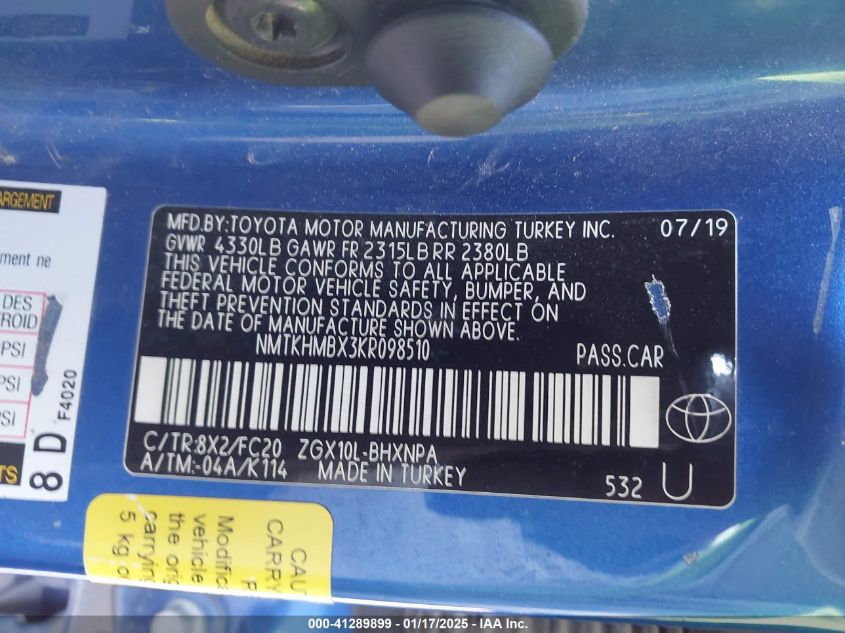 ARGEMENT
ment ne
DES
ROID
PSI
PSI
PSI
TS
8 D F4020
MFD.BY:TOYOTA MOTOR MANUFACTURING TURKEY INC. 07/19
GVWR 4330LB GAWR FR 2315LB RR 2380LB
THIS VEHICLE CONFORMS TO ALL APPLICABLE
FEDERAL MOTOR VEHICLE SAFETY, BUMPER, AND
THEFT PREVENTION STANDARDS IN EFFECT ON
THE DATE OF MANUFACTURE SHOWN ABOVE.
NMTKHMBX3KR098510 PASS.CAR
C/TR:8X2/FC20 ZGX10L-BHXNPA
A/TM:-04A/K114 MADE IN TURKEY
532 U
CAU
CARRY
Modific
vehicle
the orig
carrying
5 kg o
000-41289899 - 01/17/2025 - IAAI.COM INC.